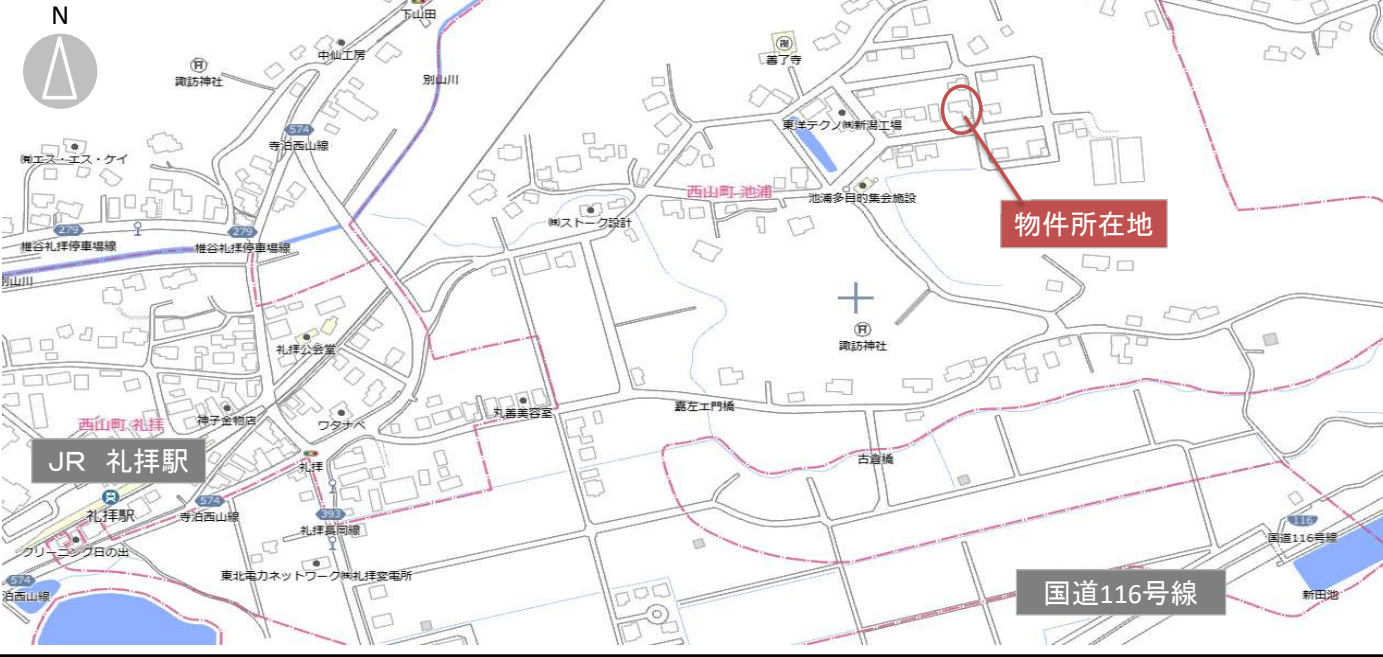 N
下山田
中仙工房
諏訪神社
別山川
善了寺
574
寺泊西山線
東洋テクノ㈱新潟工場
㈲エス・エス・ケイ
西山町 池浦
池浦多目的集会施設
㈱ストーク設計
物件所在地
279
椎谷礼拝停車場線
279
椎谷礼拝停車場線
別山川
諏訪神社
礼拝公会堂
神子金物店
ワタナベ
丸善美容室
嘉左エ門橋
西山町 礼拝
JR 礼拝駅
礼拝
古倉橋
礼拝駅
574
寺泊西山線
393
礼拝長岡線
116
国道116号線
クリーニング日の出
東北電力ネットワーク㈱礼拝変電所
574
泊西山線
国道116号線
新田池